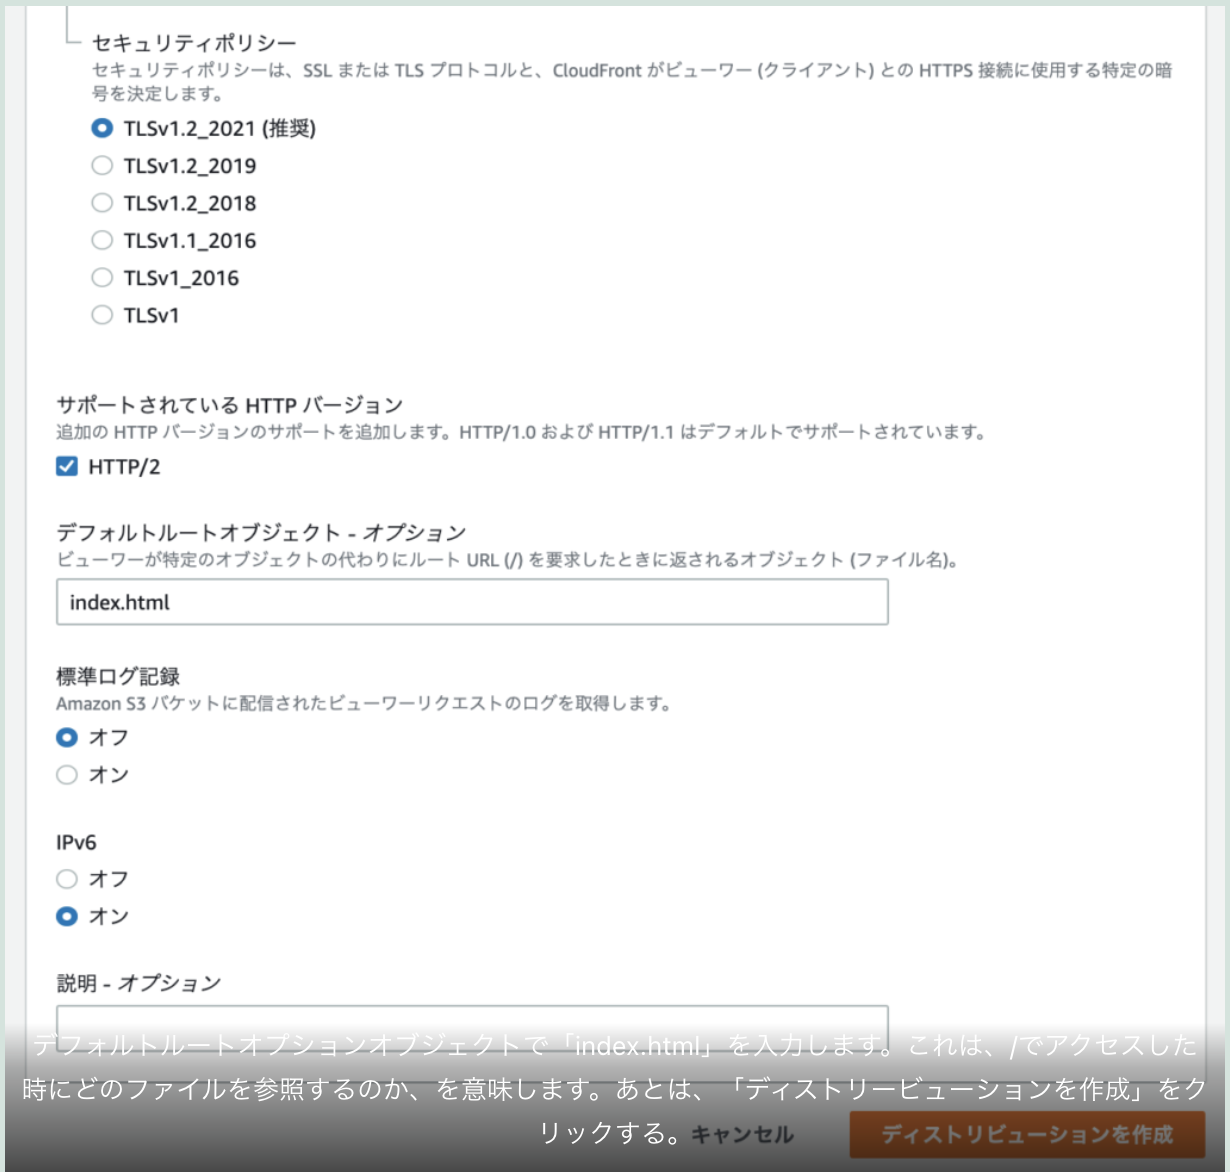 セキュリティポリシー
セキュリティポリシーは、SSL または TLS プロトコルと、CloudFront がビューワー (クライアント) との HTTPS 接続に使用する特定の暗
号を決定します。
TLSv1.2_2021 (推奨)
TLSv1.2_2019
TLSv1.2_2018
TLSv1.1_2016
TLSv1_2016
TLSv1
サポートされている HTTP バージョン
追加の HTTP バージョンのサポートを追加します。HTTP/1.0 および HTTP/1.1 はデフォルトでサポートされています。
HTTP/2
デフォルトルートオブジェクト - オプション
ビューワーが特定のオブジェクトの代わりにルート URL (/) を要求したときに返されるオブジェクト (ファイル名)。
index.html
標準ログ記録
Amazon S3 バケットに配信されたビューワーリクエストのログを取得します。
オフ
オン
IPv6
オフ
オン
説明 - オプション
デフォルトルートオプションオブジェクトで「index.html」を入力します。これは、/でアクセスした
時にどのファイルを参照するのか、を意味します。あとは、「ディストリービューションを作成」をク
リックする。
キャンセル
ディストリビューションを作成